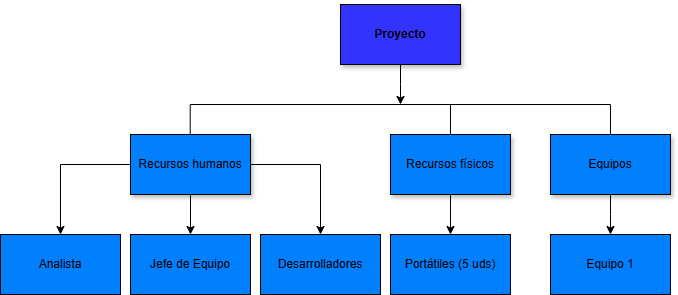 Proyecto
Recursos humanos
Recursos físicos
Equipos
Analista
Jefe de Equipo
Desarrolladores
Portátiles (5 uds)
Equipo 1